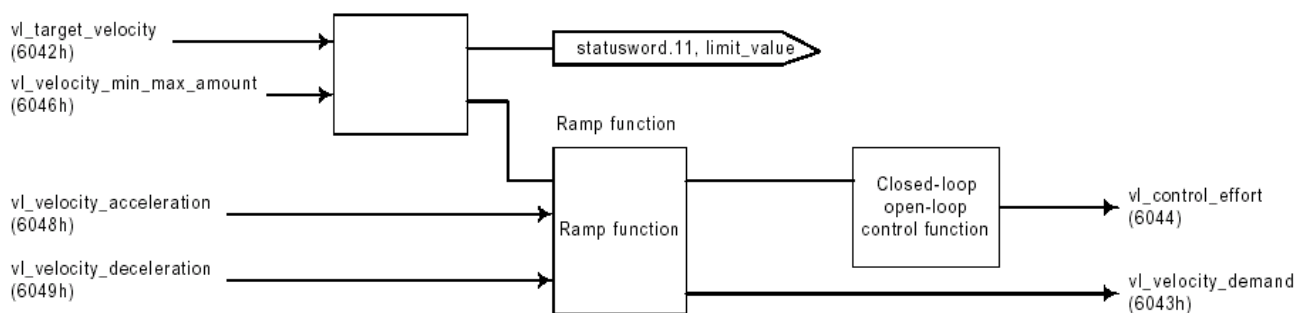 vl_target_velocity
(6042h)
statusword.11, limit_value
vl_velocity_min_max_amount
(6046h)
Ramp function
vl_velocity_acceleration
(6048h)
Ramp function
Closed-loop
open-loop
control function
vl_control_effort
(6044)
vl_velocity_deceleration
(6049h)
vl_velocity_demand
(6043h)